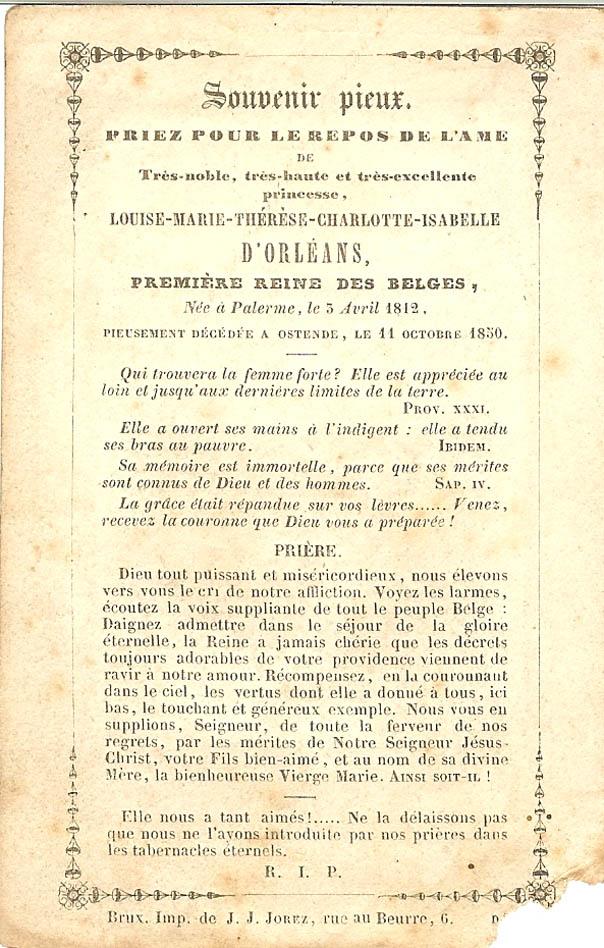 Souvenir pieux.
PRIEZ POUR LE REPOS DE L'AME
DE
Très-noble, très-haute et très-excellente
princesse,
LOUISE-MARIE-THÉRÈSE-CHARLOTTE-ISABELLE
D'ORLÉANS,
PREMIÈRE REINE DES BELGES,
Née à Palerme, le 3 Avril 1812,
PIEUSEMENT DÉCÉDÉE A OSTENDE, LE 11 OCTOBRE 1850.
Qui trouvera la femme forte? Elle est appréciée au
loin et jusqu'aux dernières limites de la terre.
PROV. XXXI.
Elle a ouvert ses mains à l'indigent : elle a tendu
ses bras au pauvre. IBIDEM.
Sa mémoire est immortelle, parce que ses mérites
sont connus de Dieu et des hommes. SAP. IV.
La grâce était répandue sur vos lèvres...... Venez,
recevez la couronne que Dieu vous a préparée !
PRIÈRE.
Dieu tout puissant et miséricordieux, nous élevons
vers vous le cri de notre affliction. Voyez les larmes,
écoutez la voix suppliante de tout le peuple Belge :
Daignez admettre dans le séjour de la gloire
éternelle, la Reine à jamais chérie que les décrets
toujours adorables de votre providence viennent de
ravir à notre amour. Récompensez, en la couronnant
dans le ciel, les vertus dont elle a donné à tous, ici
bas, le touchant et généreux exemple. Nous vous en
supplions, Seigneur, de toute la ferveur de nos
regrets, par les mérites de Notre Seigneur Jésus-
Christ, votre Fils bien-aimé, et au nom de sa divine
Mère, la bienheureuse Vierge Marie. AINSI SOIT-IL !
Elle nous a tant aimés!..... Ne la délaissons pas
que nous ne l'ayons introduite par nos prières dans
les tabernacles éternels.
R. I. P.
Brux. Imp. de J. J. JOREZ, rue au Beurre, 6.